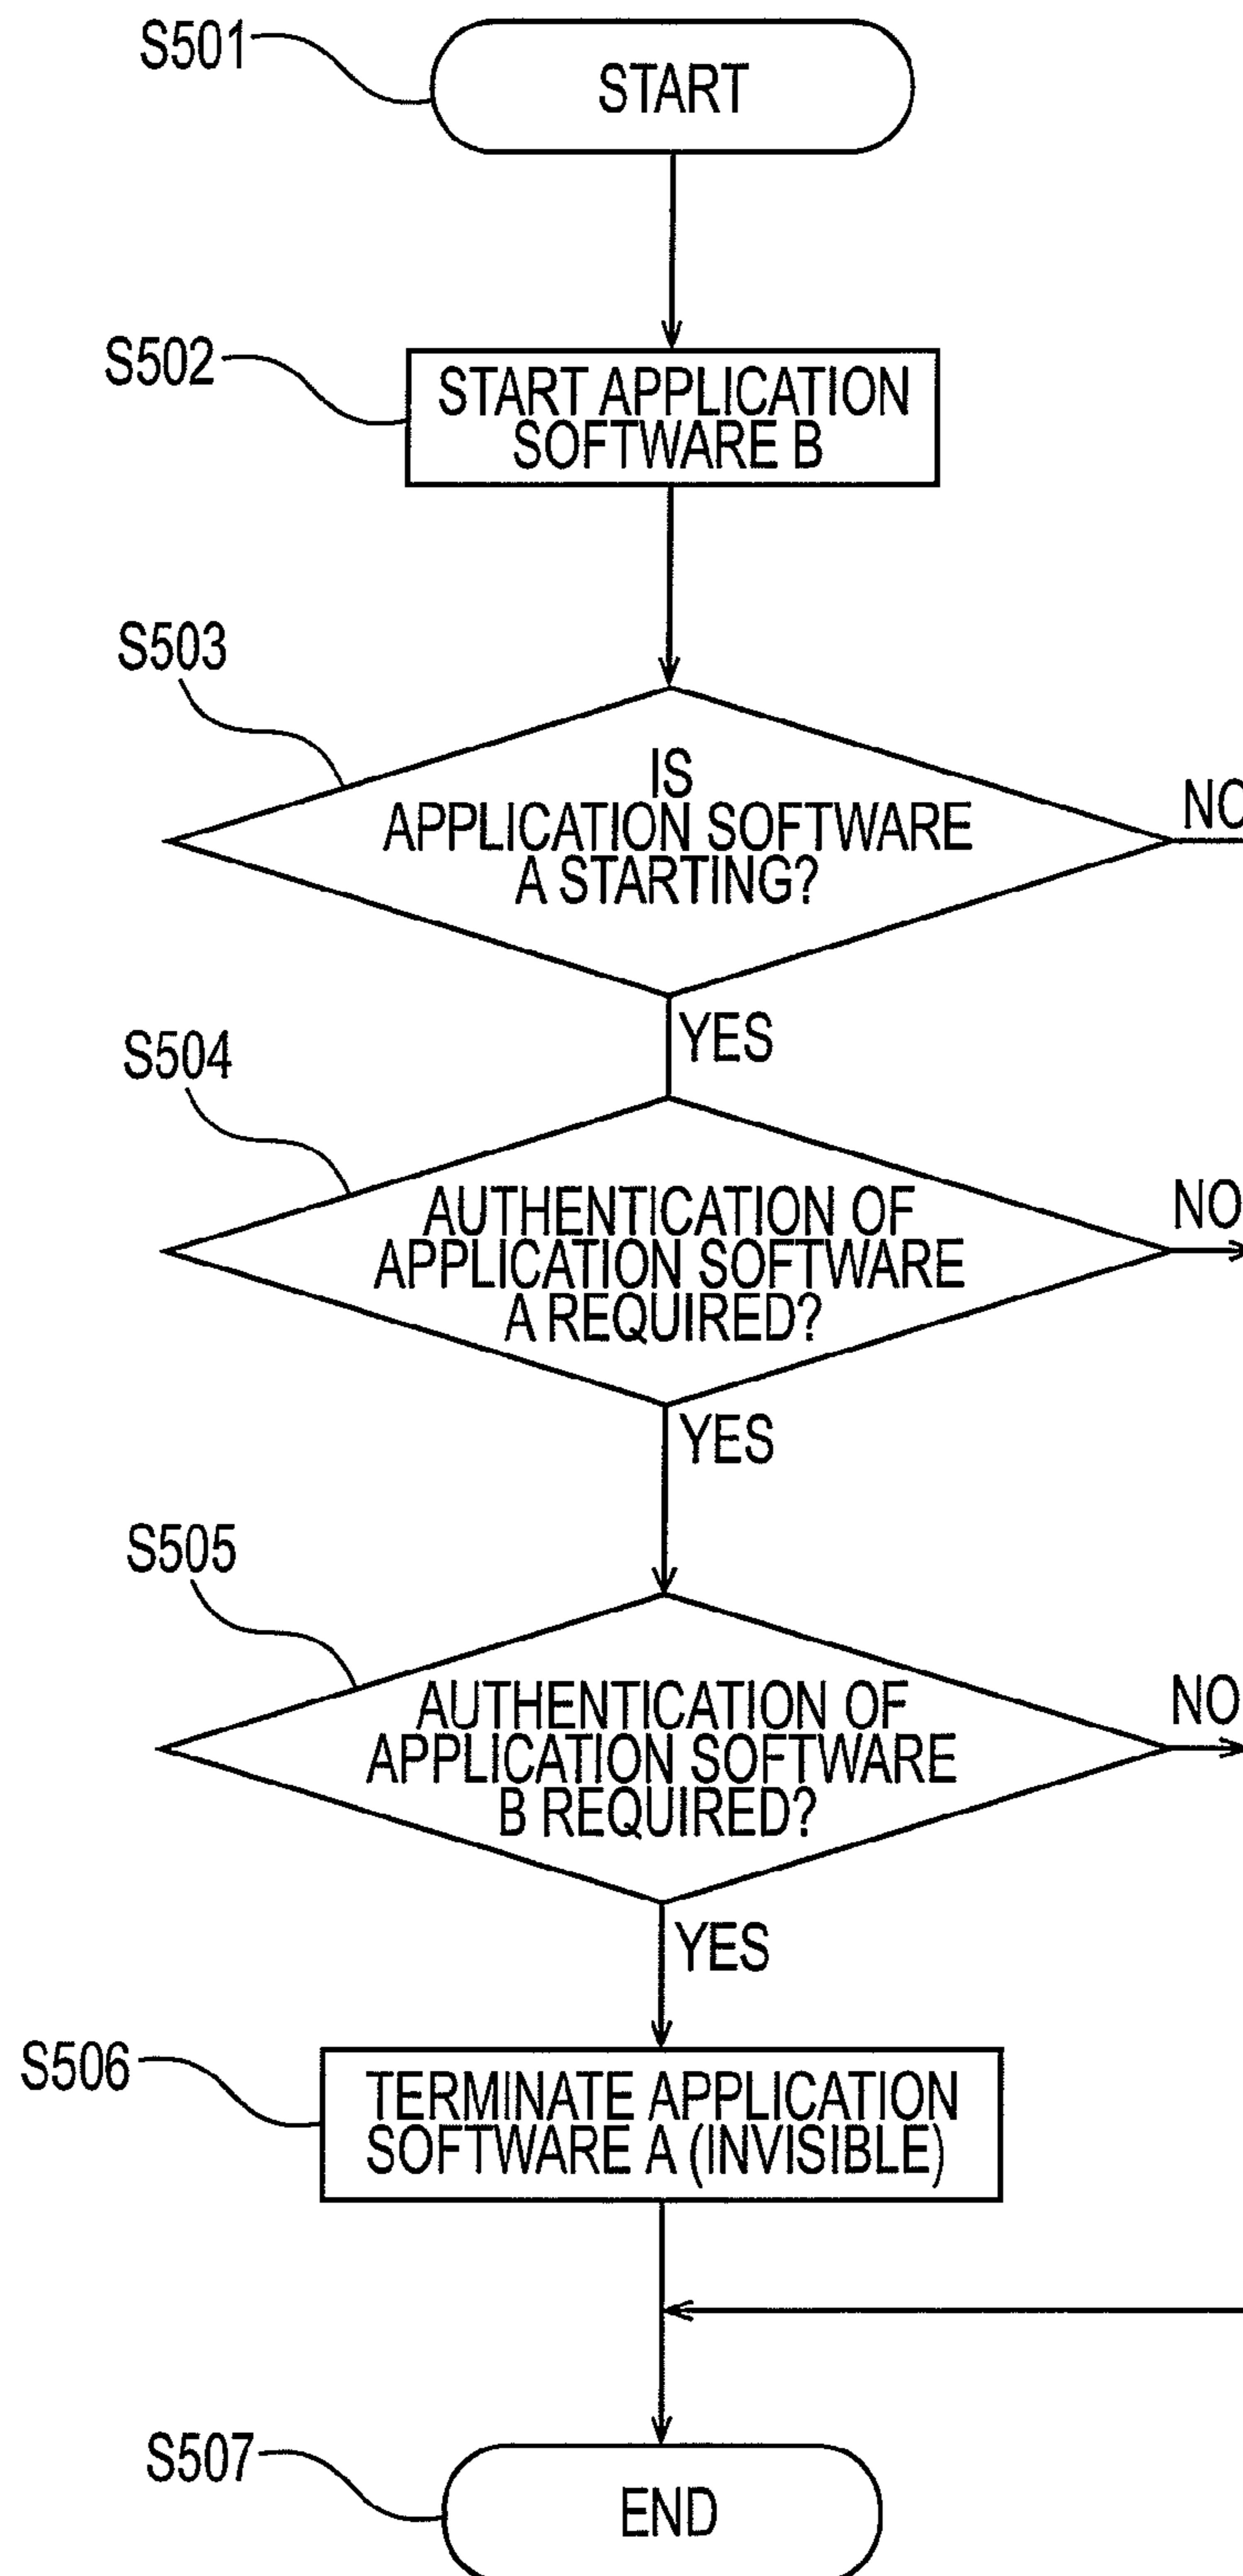 S501
START
S502
START APPLICATION
SOFTWARE B
S503
IS
APPLICATION SOFTWARE
A STARTING?
NO
YES
S504
AUTHENTICATION OF
APPLICATION SOFTWARE
A REQUIRED?
NO
YES
S505
AUTHENTICATION OF
APPLICATION SOFTWARE
B REQUIRED?
NO
YES
S506
TERMINATE APPLICATION
SOFTWARE A (INVISIBLE)
S507
END